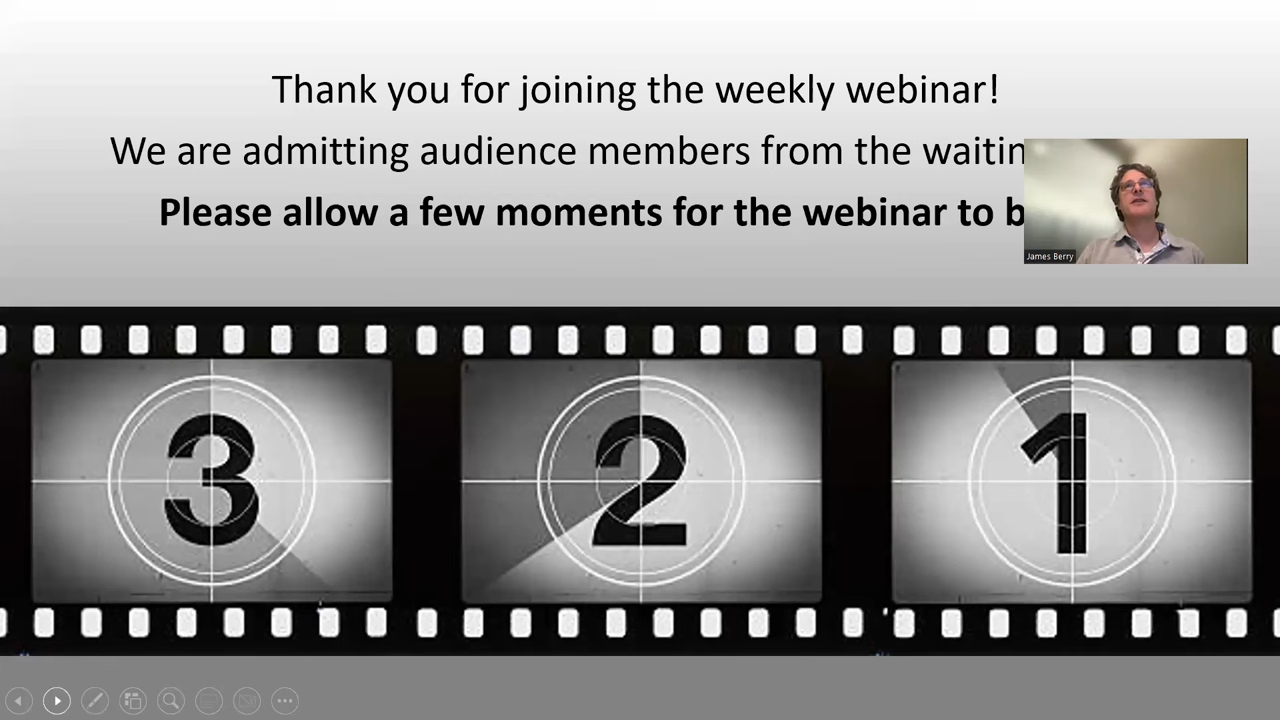 Thank you for joining the weekly webinar!
We are admitting audience members from the waitin
Please allow a few moments for the webinar to b
James Berry
3 2 1